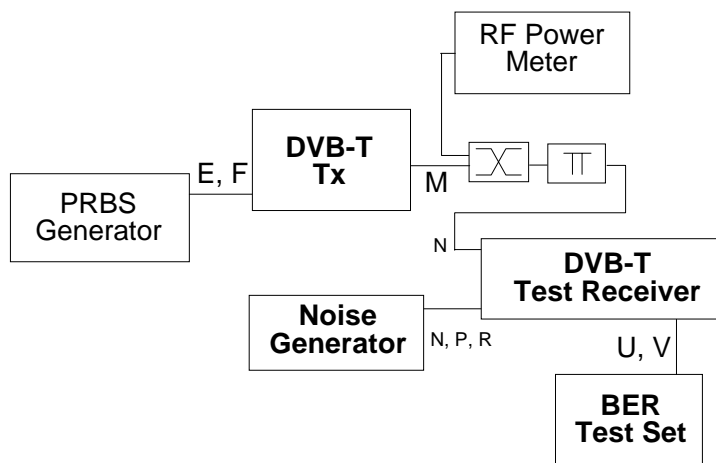 RF Power
Meter
DVB-T
Tx
E, F
M
PRBS
Generator
N
DVB-T
Test Receiver
Noise
Generator
N, P, R
U, V
BER
Test Set